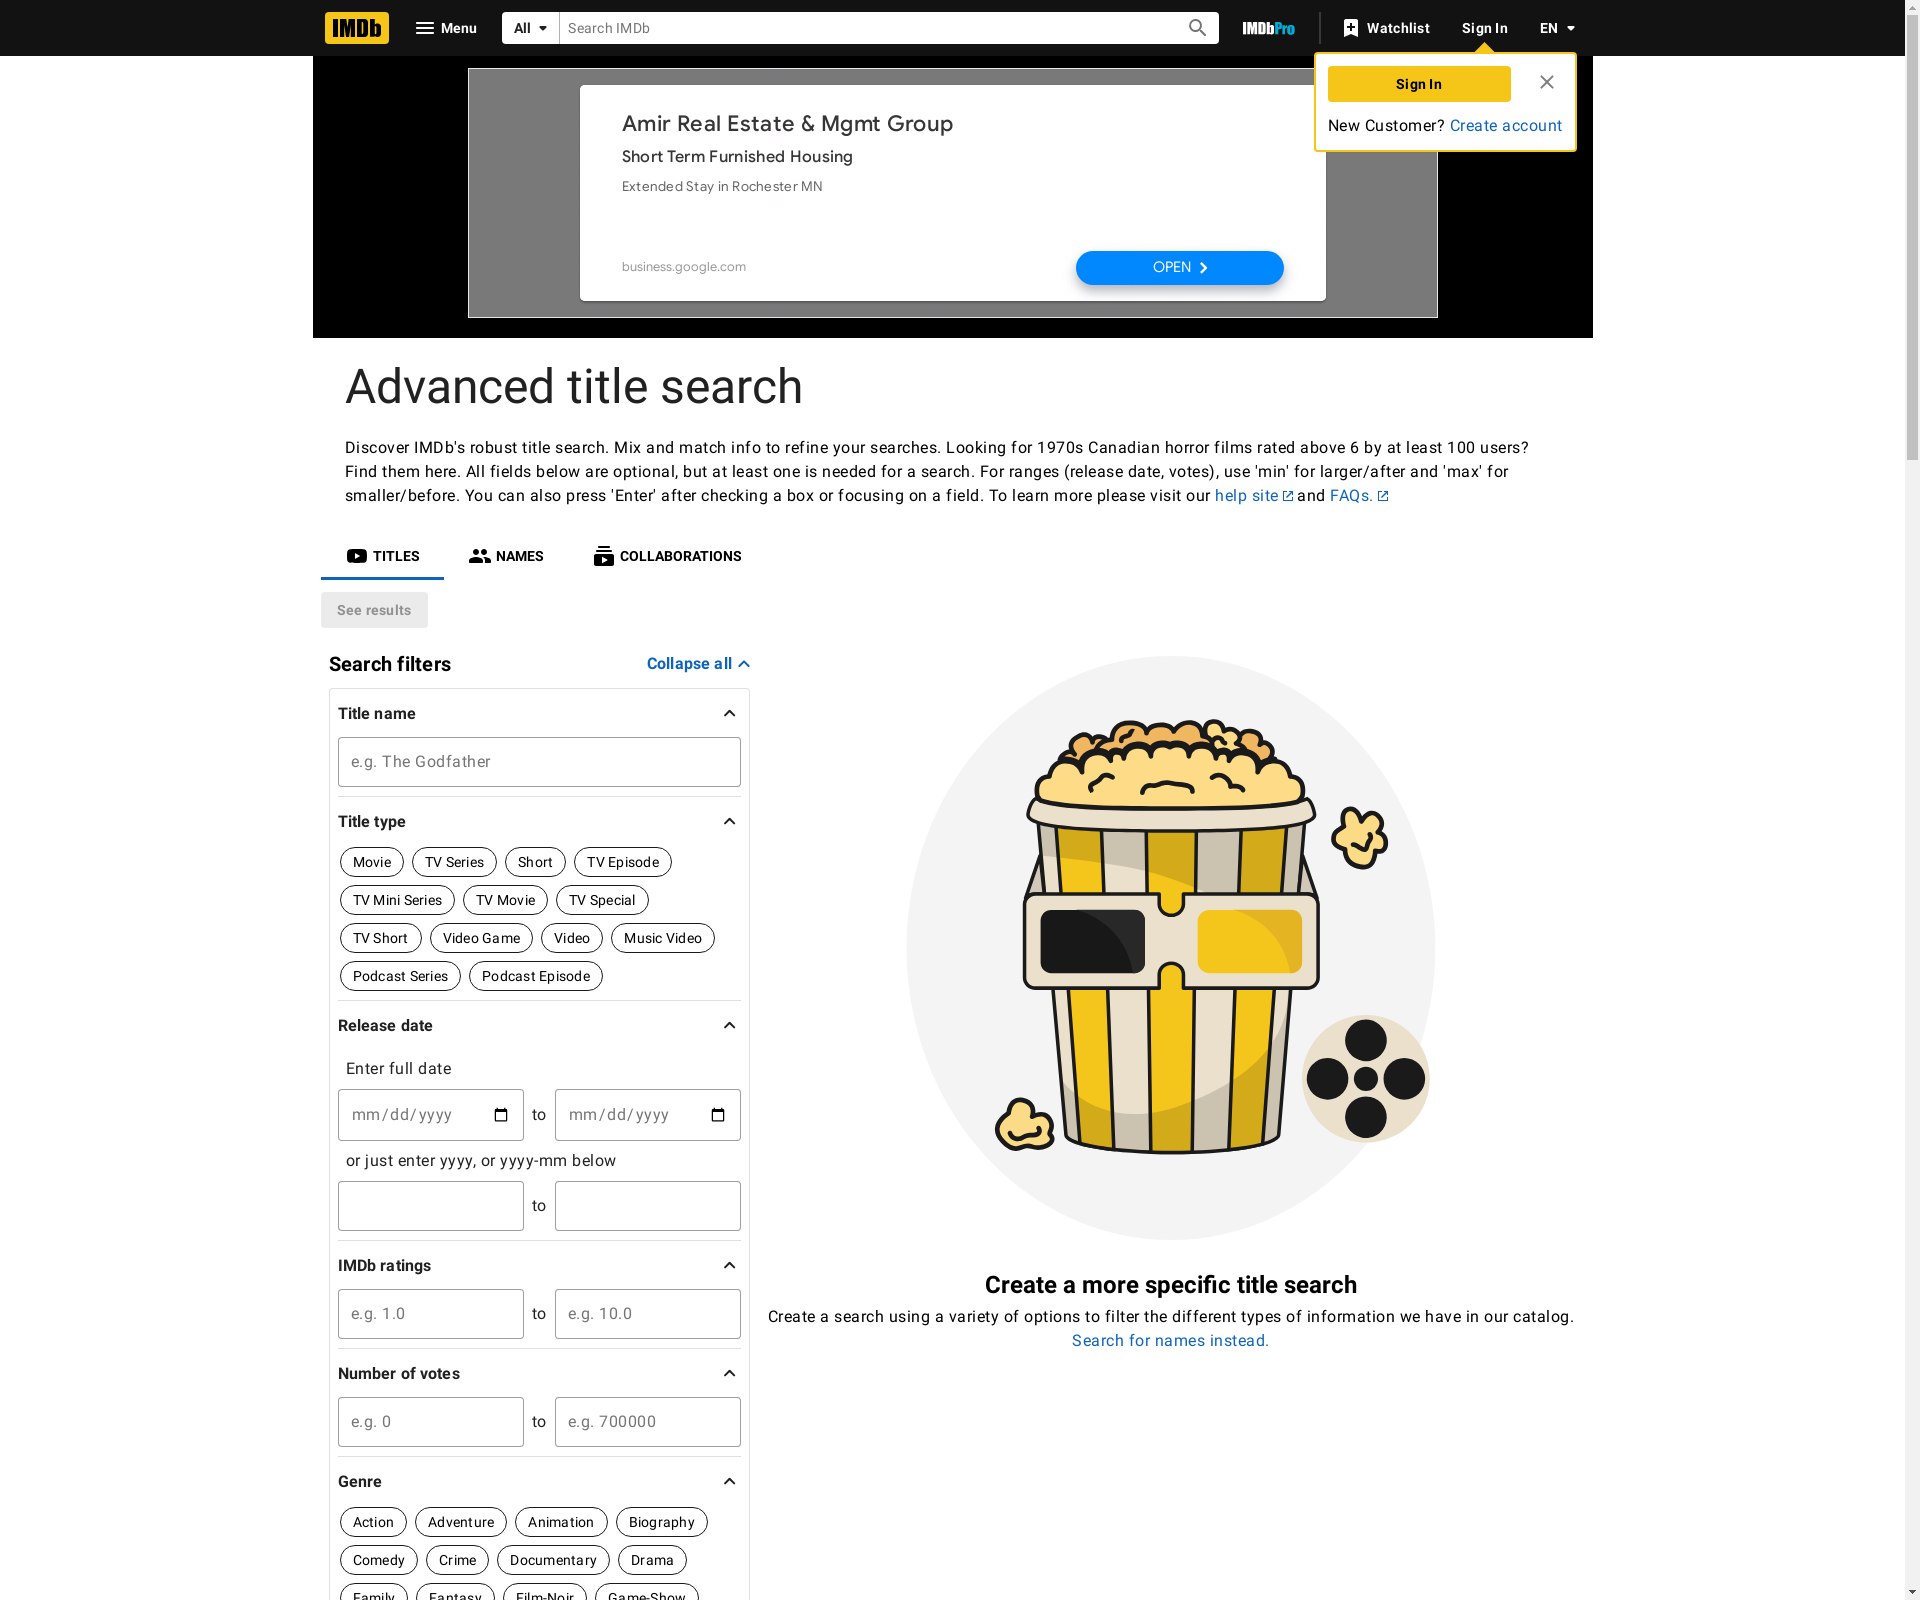 IMDb Menu All Search IMDb IMDbPro Watchlist Sign In EN
Sign In
New Customer? Create account
Amir Real Estate & Mgmt Group
Short Term Furnished Housing
Extended Stay in Rochester MN
business.google.com OPEN
Advanced title search
Discover IMDb's robust title search. Mix and match info to refine your searches. Looking for 1970s Canadian horror films rated above 6 by at least 100 users?
Find them here. All fields below are optional, but at least one is needed for a search. For ranges (release date, votes), use 'min' for larger/after and 'max' for
smaller/before. You can also press 'Enter' after checking a box or focusing on a field. To learn more please visit our help site and FAQs.
TITLES NAMES COLLABORATIONS
See results
Search filters Collapse all
Title name
e.g. The Godfather
Title type
Movie TV Series Short TV Episode
TV Mini Series TV Movie TV Special
TV Short Video Game Video Music Video
Podcast Series Podcast Episode
Release date
Enter full date
mm/dd/yyyy to mm/dd/yyyy
or just enter yyyy, or yyyy-mm below
to
IMDb ratings
e.g. 1.0 to e.g. 10.0
Number of votes
e.g. 0 to e.g. 700000
Genre
Action Adventure Animation Biography
Comedy Crime Documentary Drama
Family Fantasy Film-Noir Game-Show
Create a more specific title search
Create a search using a variety of options to filter the different types of information we have in our catalog.
Search for names instead.